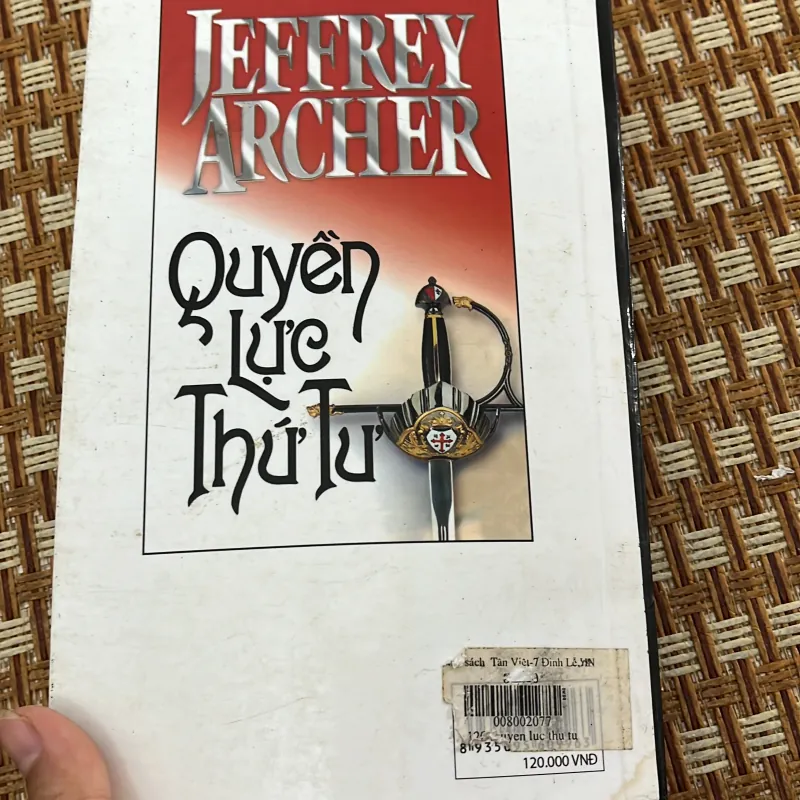 JEFFREY
ARCHER
Quyền
Lực
Thứ Tư
sách Tân Việt-7 Đinh Lễ,HN
008002077
uyen luc thu tu
120.000 VNĐ